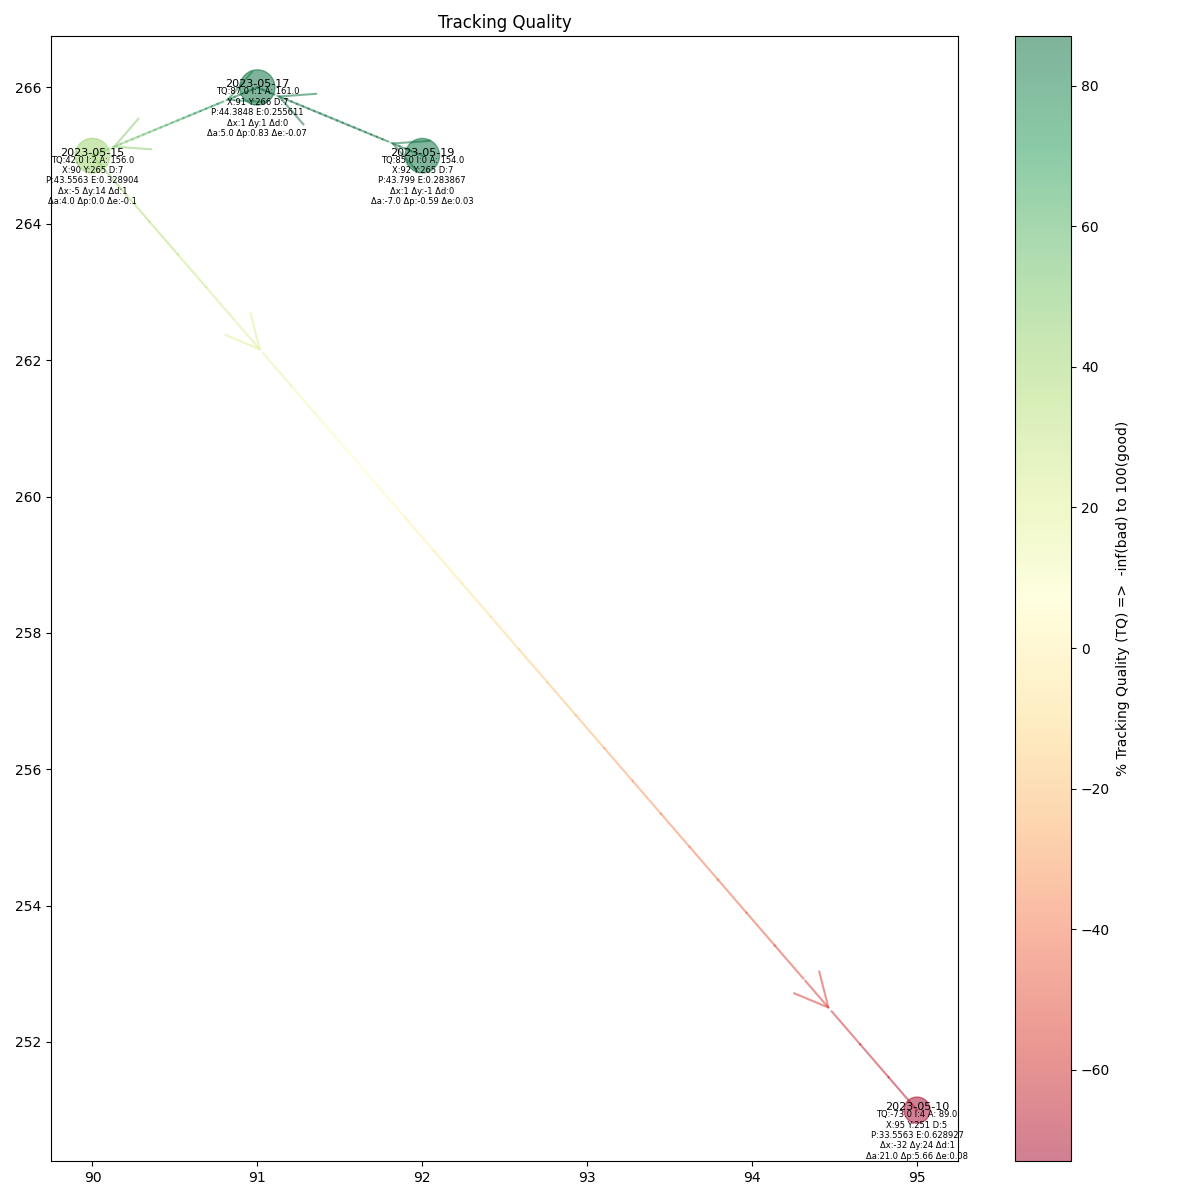 Tracking Quality
266
264
262
260
258
256
254
252
90
91
92
93
94
95
2023-05-17
TQ:87.0 I:1 A: 161.0
X:91 Y:266 D:7
P:44.3848 E:0.255611
Δx:1 Δy:1 Δd:0
Δa:5.0 Δp:0.83 Δe:-0.07
2023-05-15
TQ:42.0 I:2 A: 156.0
X:90 Y:265 D:7
P:43.5563 E:0.328904
Δx:-5 Δy:14 Δd:1
Δa:4.0 Δp:0.0 Δe:-0.1
2023-05-19
TQ:85.0 I:0 A: 154.0
X:92 Y:265 D:7
P:43.799 E:0.283867
Δx:1 Δy:-1 Δd:0
Δa:-7.0 Δp:-0.59 Δe:0.03
2023-05-10
TQ:-73.0 I:4 A: 89.0
X:95 Y:251 D:5
P:33.5563 E:0.628927
Δx:-32 Δy:24 Δd:1
Δa:21.0 Δp:5.66 Δe:0.08
80
60
40
20
0
−20
−40
−60
% Tracking Quality (TQ) => -inf(bad) to 100(good)